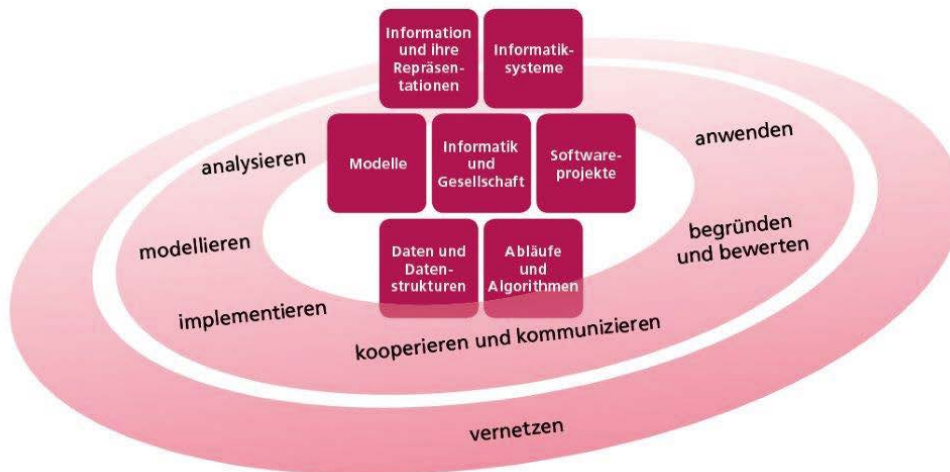 Information
und ihre
Repräsen-
tationen
Informatik-
systeme
Modelle
Informatik
und
Gesellschaft
Software-
projekte
Daten und
Daten-
strukturen
Abläufe
und
Algorithmen
analysieren
modellieren
implementieren
kooperieren und kommunizieren
begründen
und bewerten
anwenden
vernetzen